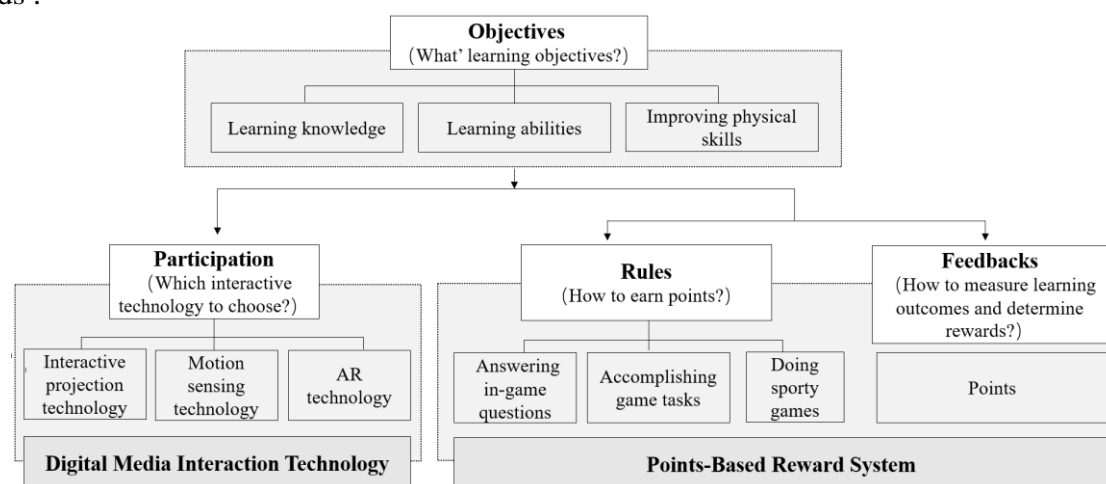 Objectives
(What' learning objectives?)
Learning knowledge
Learning abilities
Improving physical
skills
Participation
(Which interactive
technology to choose?)
Interactive
projection
technology
Motion
sensing
technology
AR
technology
Digital Media Interaction Technology
Rules
(How to earn points?)
Answering
in-game
questions
Accomplishing
game tasks
Doing
sporty
games
Feedbacks
(How to measure learning
outcomes and determine
rewards?)
Points
Points-Based Reward System